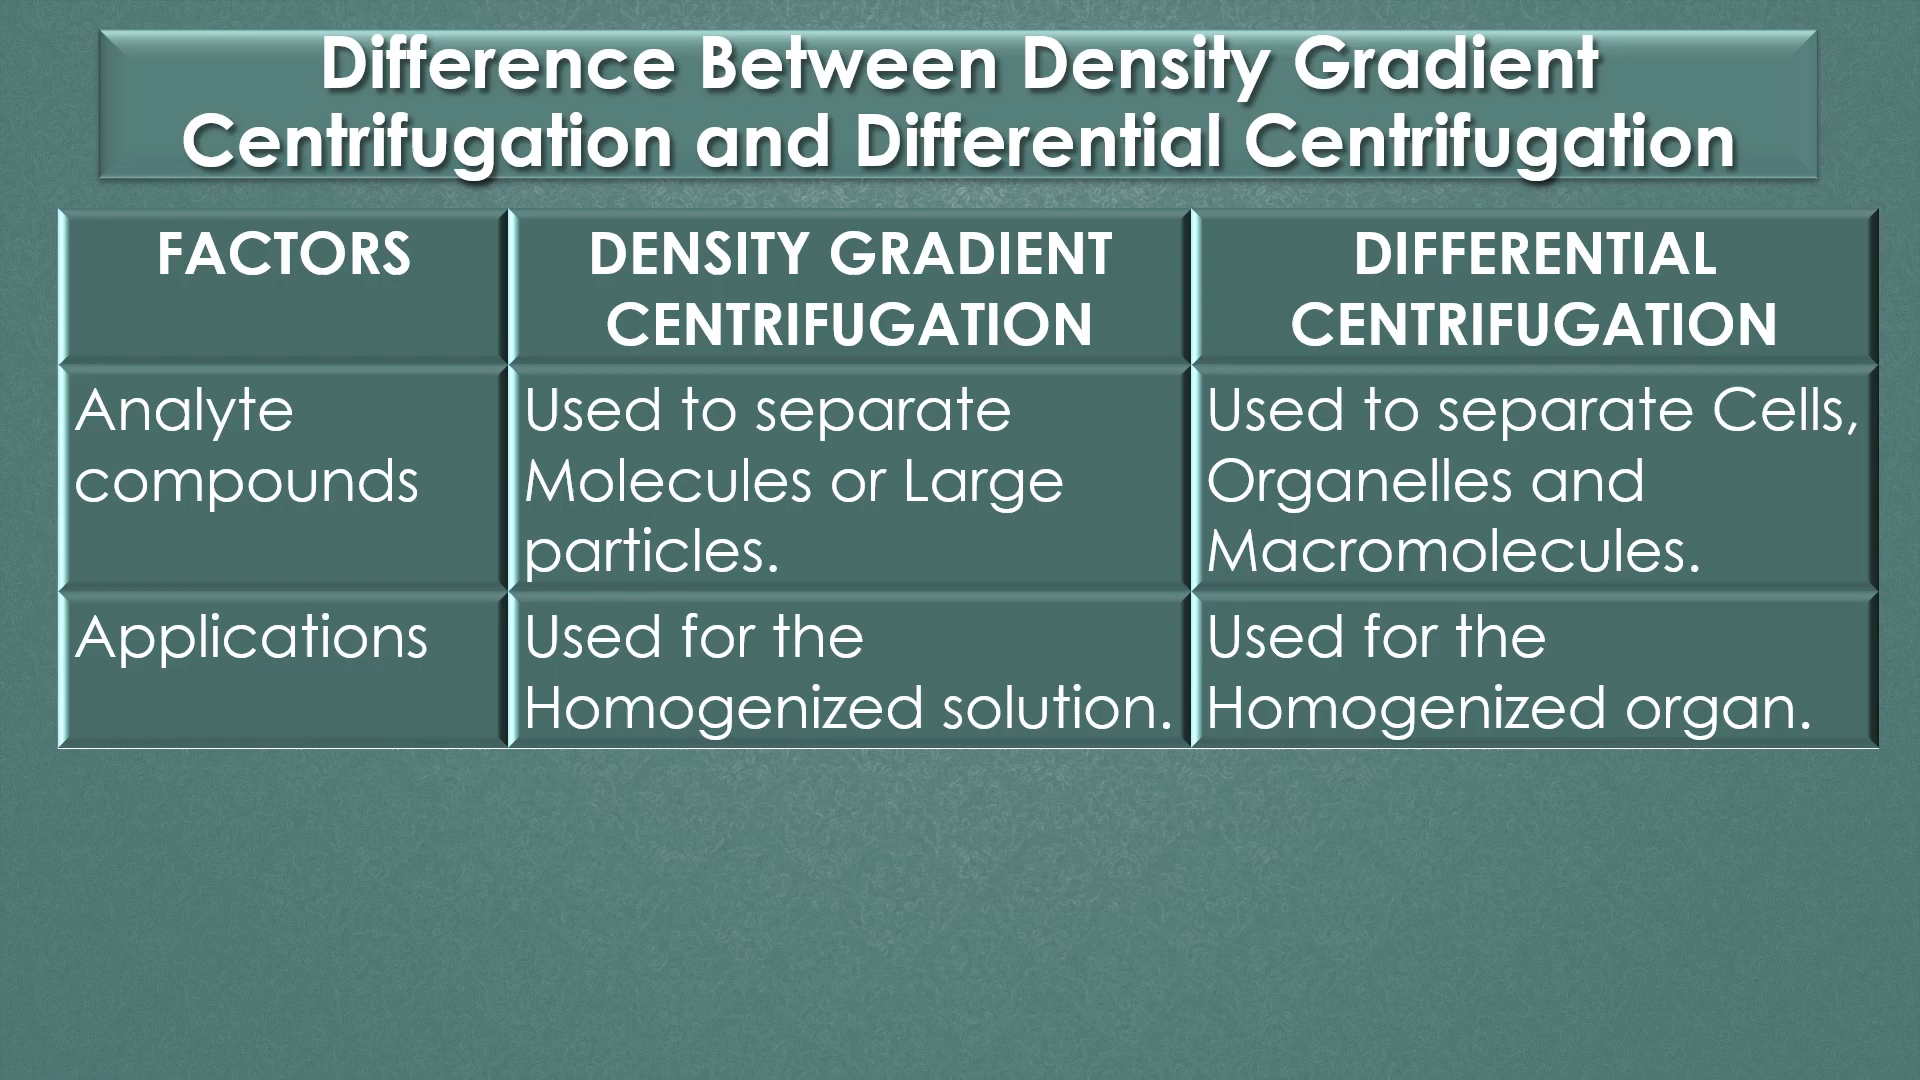 Difference Between Density Gradient
Centrifugation and Differential Centrifugation
FACTORS
DENSITY GRADIENT
CENTRIFUGATION
DIFFERENTIAL
CENTRIFUGATION
Analyte
compounds
Used to separate
Molecules or Large
particles.
Used to separate Cells,
Organelles and
Macromolecules.
Applications
Used for the
Homogenized solution.
Used for the
Homogenized organ.